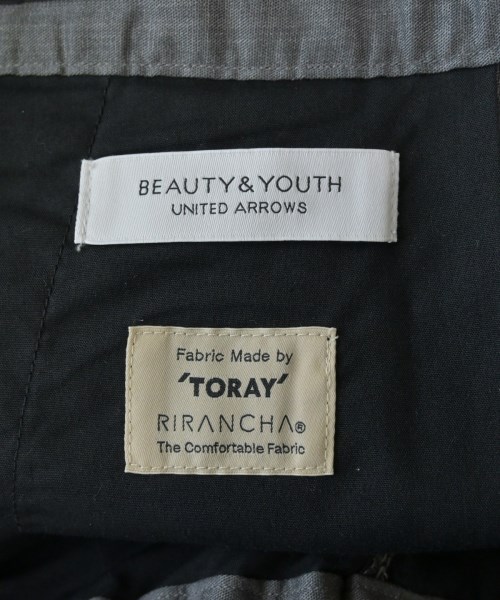 BEAUTY&YOUTH
UNITED ARROWS
Fabric Made by
'TORAY'
RIRANCHA®
The Comfortable Fabric